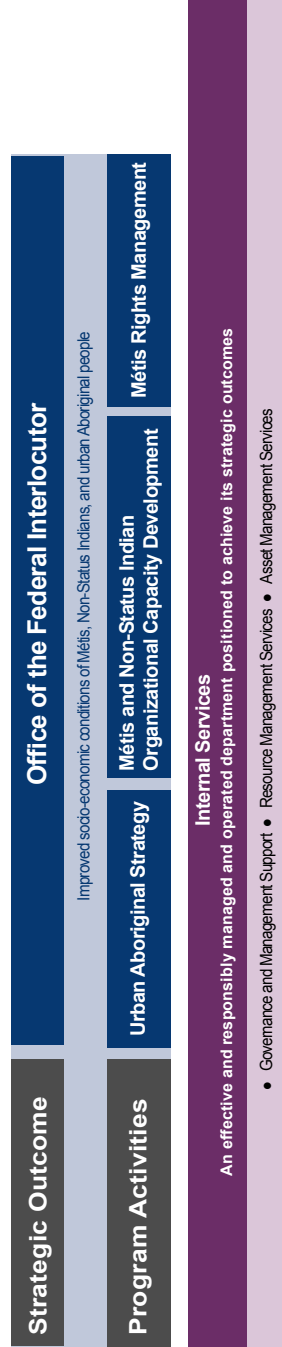 Strategic Outcome
Office of the Federal Interlocutor
Improved socio-economic conditions of Métis, Non-Status Indians, and urban Aboriginal people
Program Activities
Urban Aboriginal Strategy
Métis and Non-Status Indian
Organizational Capacity Development
Métis Rights Management
Internal Services
An effective and responsibly managed and operated department positioned to achieve its strategic outcomes
● Governance and Management Support ● Resource Management Services ● Asset Management Services